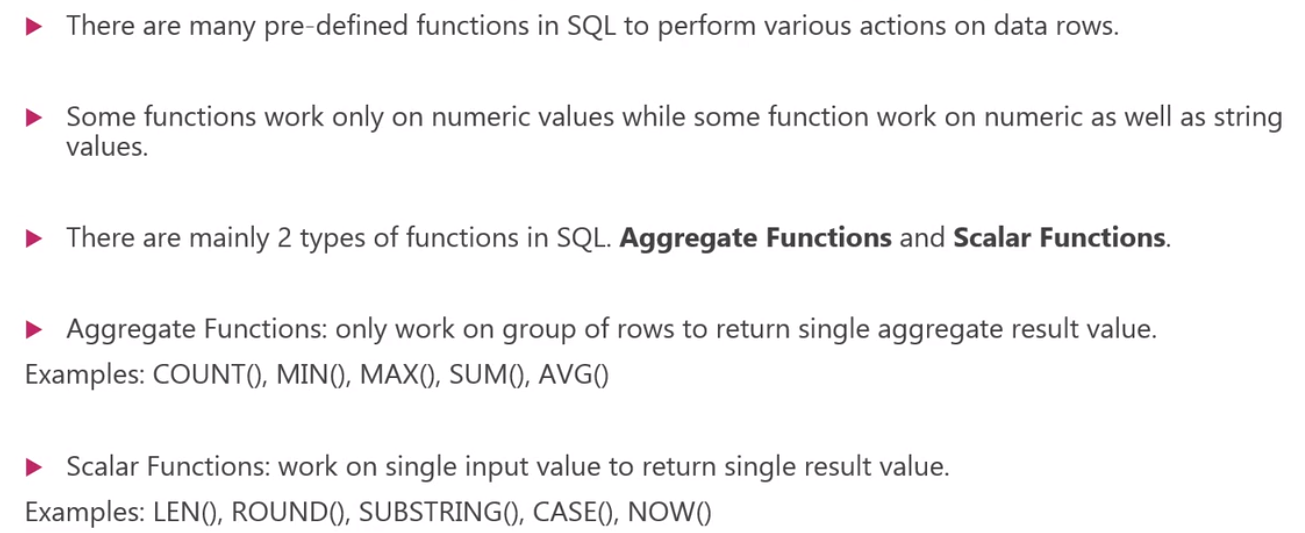 There are many pre-defined functions in SQL to perform various actions on data rows.
Some functions work only on numeric values while some function work on numeric as well as string
values.
There are mainly 2 types of functions in SQL. Aggregate Functions and Scalar Functions.
Aggregate Functions: only work on group of rows to return single aggregate result value.
Examples: COUNT(), MIN(), MAX(), SUM(), AVG()
Scalar Functions: work on single input value to return single result value.
Examples: LEN(), ROUND(), SUBSTRING(), CASE(), NOW()